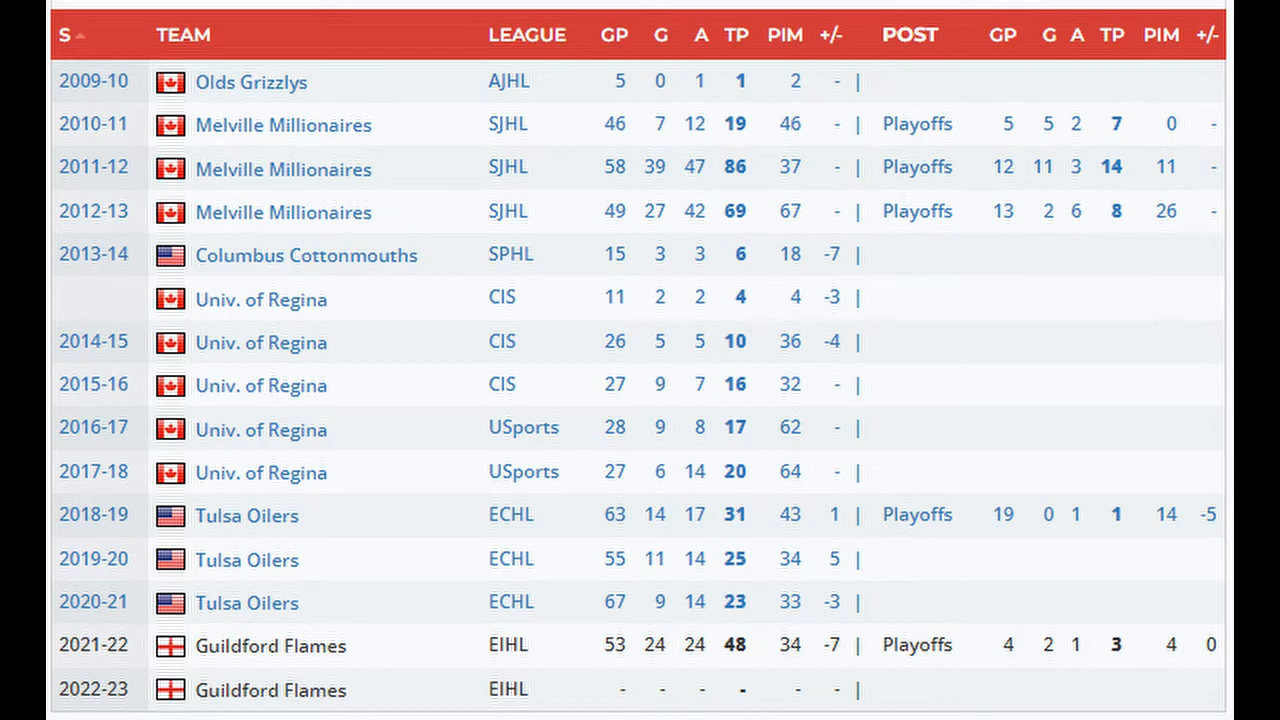 S TEAM LEAGUE GP G A TP PIM +/- POST GP G A TP PIM +/-
2009-10 Olds Grizzlys AJHL 5 0 1 1 2 - |
2010-11 Melville Millionaires SJHL 46 7 12 19 46 - | Playoffs 5 5 2 7 0 -
2011-12 Melville Millionaires SJHL 58 39 47 86 37 - | Playoffs 12 11 3 14 11 -
2012-13 Melville Millionaires SJHL 49 27 42 69 67 - | Playoffs 13 2 6 8 26 -
2013-14 Columbus Cottonmouths SPHL 15 3 3 6 18 -7 |
Univ. of Regina CIS 11 2 2 4 4 -3 |
2014-15 Univ. of Regina CIS 26 5 5 10 36 -4 |
2015-16 Univ. of Regina CIS 27 9 7 16 32 - |
2016-17 Univ. of Regina USports 28 9 8 17 62 - |
2017-18 Univ. of Regina USports 27 6 14 20 64 - |
2018-19 Tulsa Oilers ECHL 63 14 17 31 43 1 | Playoffs 19 0 1 1 14 -5
2019-20 Tulsa Oilers ECHL 55 11 14 25 34 5 |
2020-21 Tulsa Oilers ECHL 67 9 14 23 33 -3 |
2021-22 Guildford Flames EIHL 53 24 24 48 34 -7 | Playoffs 4 2 1 3 4 0
2022-23 Guildford Flames EIHL - - - - - - |